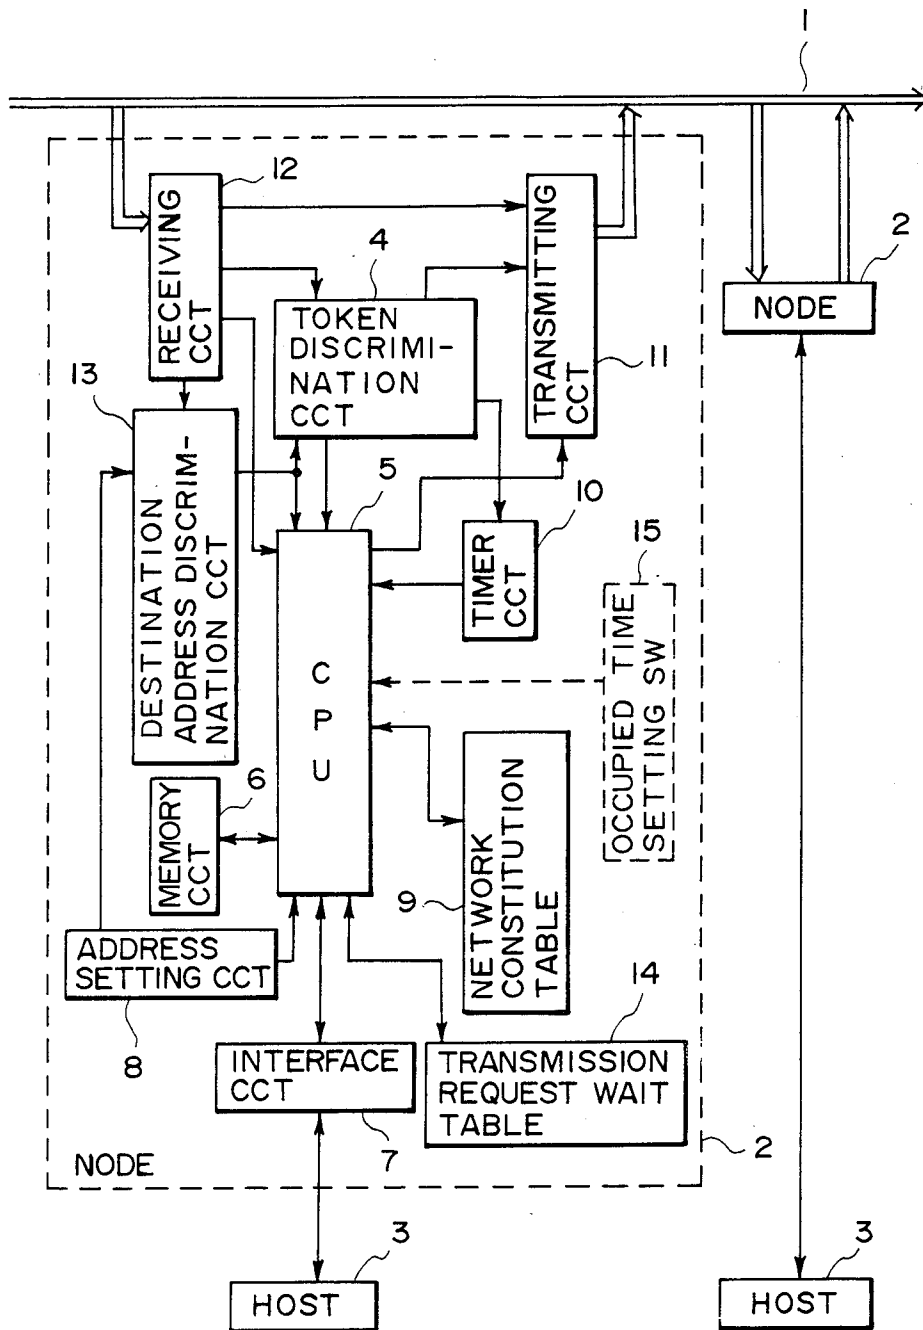 1
12
RECEIVING
CCT
4
TOKEN
DISCRIMI-
NATION
CCT
TRANSMITTING
CCT
11
2
NODE
13
DESTINATION
ADDRESS DISCRIM-
NATION CCT
5
CPU
10
TIMER
CCT
15
OCCUPIED TIME
SETTING SW
6
MEMORY
CCT
9
NETWORK
CONSTITUTION
TABLE
ADDRESS
SETTING CCT
8
INTERFACE
CCT
7
14
TRANSMISSION
REQUEST WAIT
TABLE
2
NODE
3
HOST
3
HOST